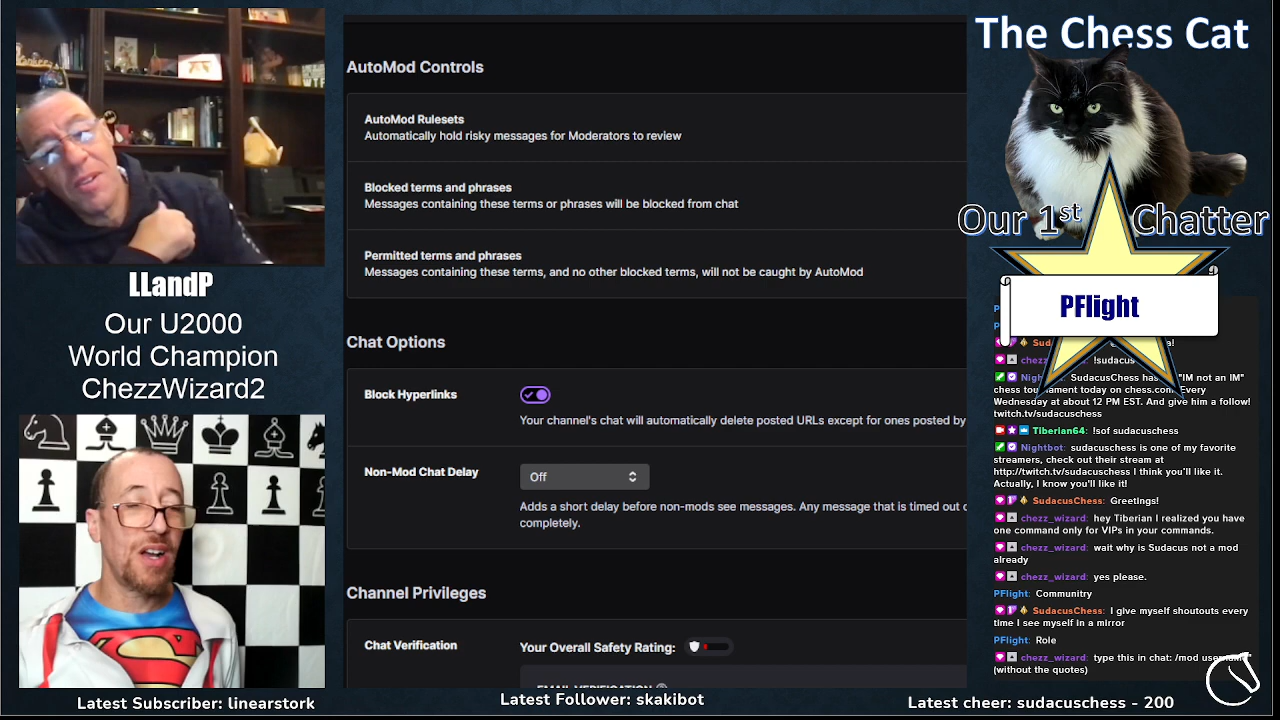 The Chess Cat
AutoMod Controls
AutoMod Rulesets
Automatically hold risky messages for Moderators to review
Blocked terms and phrases
Messages containing these terms or phrases will be blocked from chat
Our 1st Chatter
Permitted terms and phrases
Messages containing these terms, and no other blocked terms, will not be caught by AutoMod
LLandP
Our U2000
World Champion
ChezzWizard2
PFlight
Chat Options
Block Hyperlinks
Your channel's chat will automatically delete posted URLs except for ones posted by
Non-Mod Chat Delay
Off
Adds a short delay before non-mods see messages. Any message that is timed out
completely.
Channel Privileges
Chat Verification
Your Overall Safety Rating:
!sudacus
SudacusChess has "IM not an IM"
chess tournament today on chess.com Every
Wednesday at about 12 PM EST. And give him a follow!
twitch.tv/sudacuschess
Tiberian64: !sof sudacuschess
Nightbot: sudacuschess is one of my favorite
streamers, check out their stream at
http://twitch.tv/sudacuschess I think you'll like it.
Actually, I know you'll like it!
SudacusChess: Greetings!
chezz_wizard: hey Tiberian I realized you have
one command only for VIPs in your commands.
chezz_wizard: wait why is Sudacus not a mod
already
chezz_wizard: yes please.
PFlight: Communitry
SudacusChess: I give myself shoutouts every
time I see myself in a mirror
PFlight: Role
chezz_wizard: type this in chat: /mod
(without the quotes)
Latest Subscriber: linearstork
Latest Follower: skakibot
Latest cheer: sudacuschess - 200